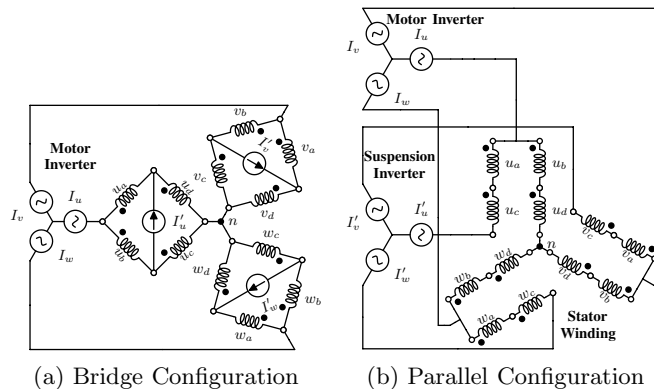 Motor Inverter
I_v
I_u
I_w
v_b
I'_v
v_a
v_c
v_d
Motor
Inverter
I_u
u_a
u_d
I_v
I'_u
n
I_w
u_b
u_c
w_c
w_d
w_b
I'_w
w_a
(a) Bridge Configuration
u_a
u_b
Suspension
Inverter
I'_u
I'_v
u_c
u_d
I'_w
v_c
v_a
n
w_d
w_b
v_d
v_b
w_c
w_a
Stator
Winding
(b) Parallel Configuration